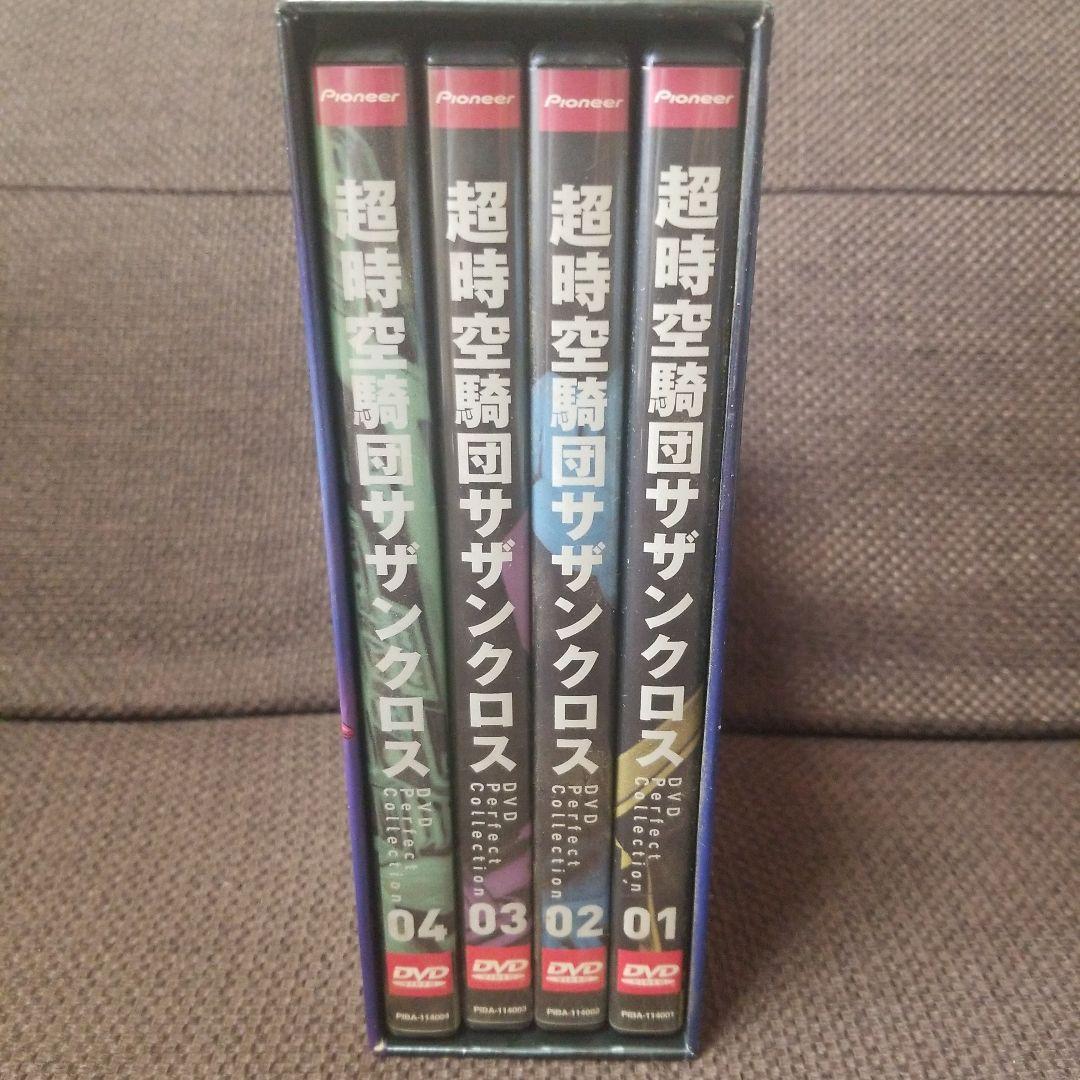 Pioneer
超時空騎団サザンクロス
DVD
Perfect
Collection
04
DVD
VIDEO
PIBA-114004
Pioneer
超時空騎団サザンクロス
DVD
Perfect
Collection
03
DVD
VIDEO
PIBA-114003
Pioneer
超時空騎団サザンクロス
DVD
Perfect
Collection
02
DVD
VIDEO
PIBA-114002
Pioneer
超時空騎団サザンクロス
DVD
Perfect
Collection
01
DVD
VIDEO
PIBA-114001